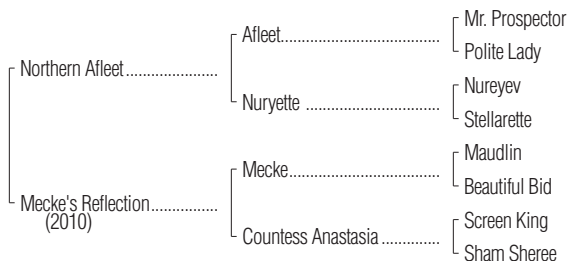 Mr. Prospector
Afleet
Polite Lady
Northern Afleet
Nureyev
Nuryette
Stellarette
Maudlin
Mecke
Beautiful Bid
Mecke's Reflection
(2010)
Screen King
Countess Anastasia
Sham Sheree